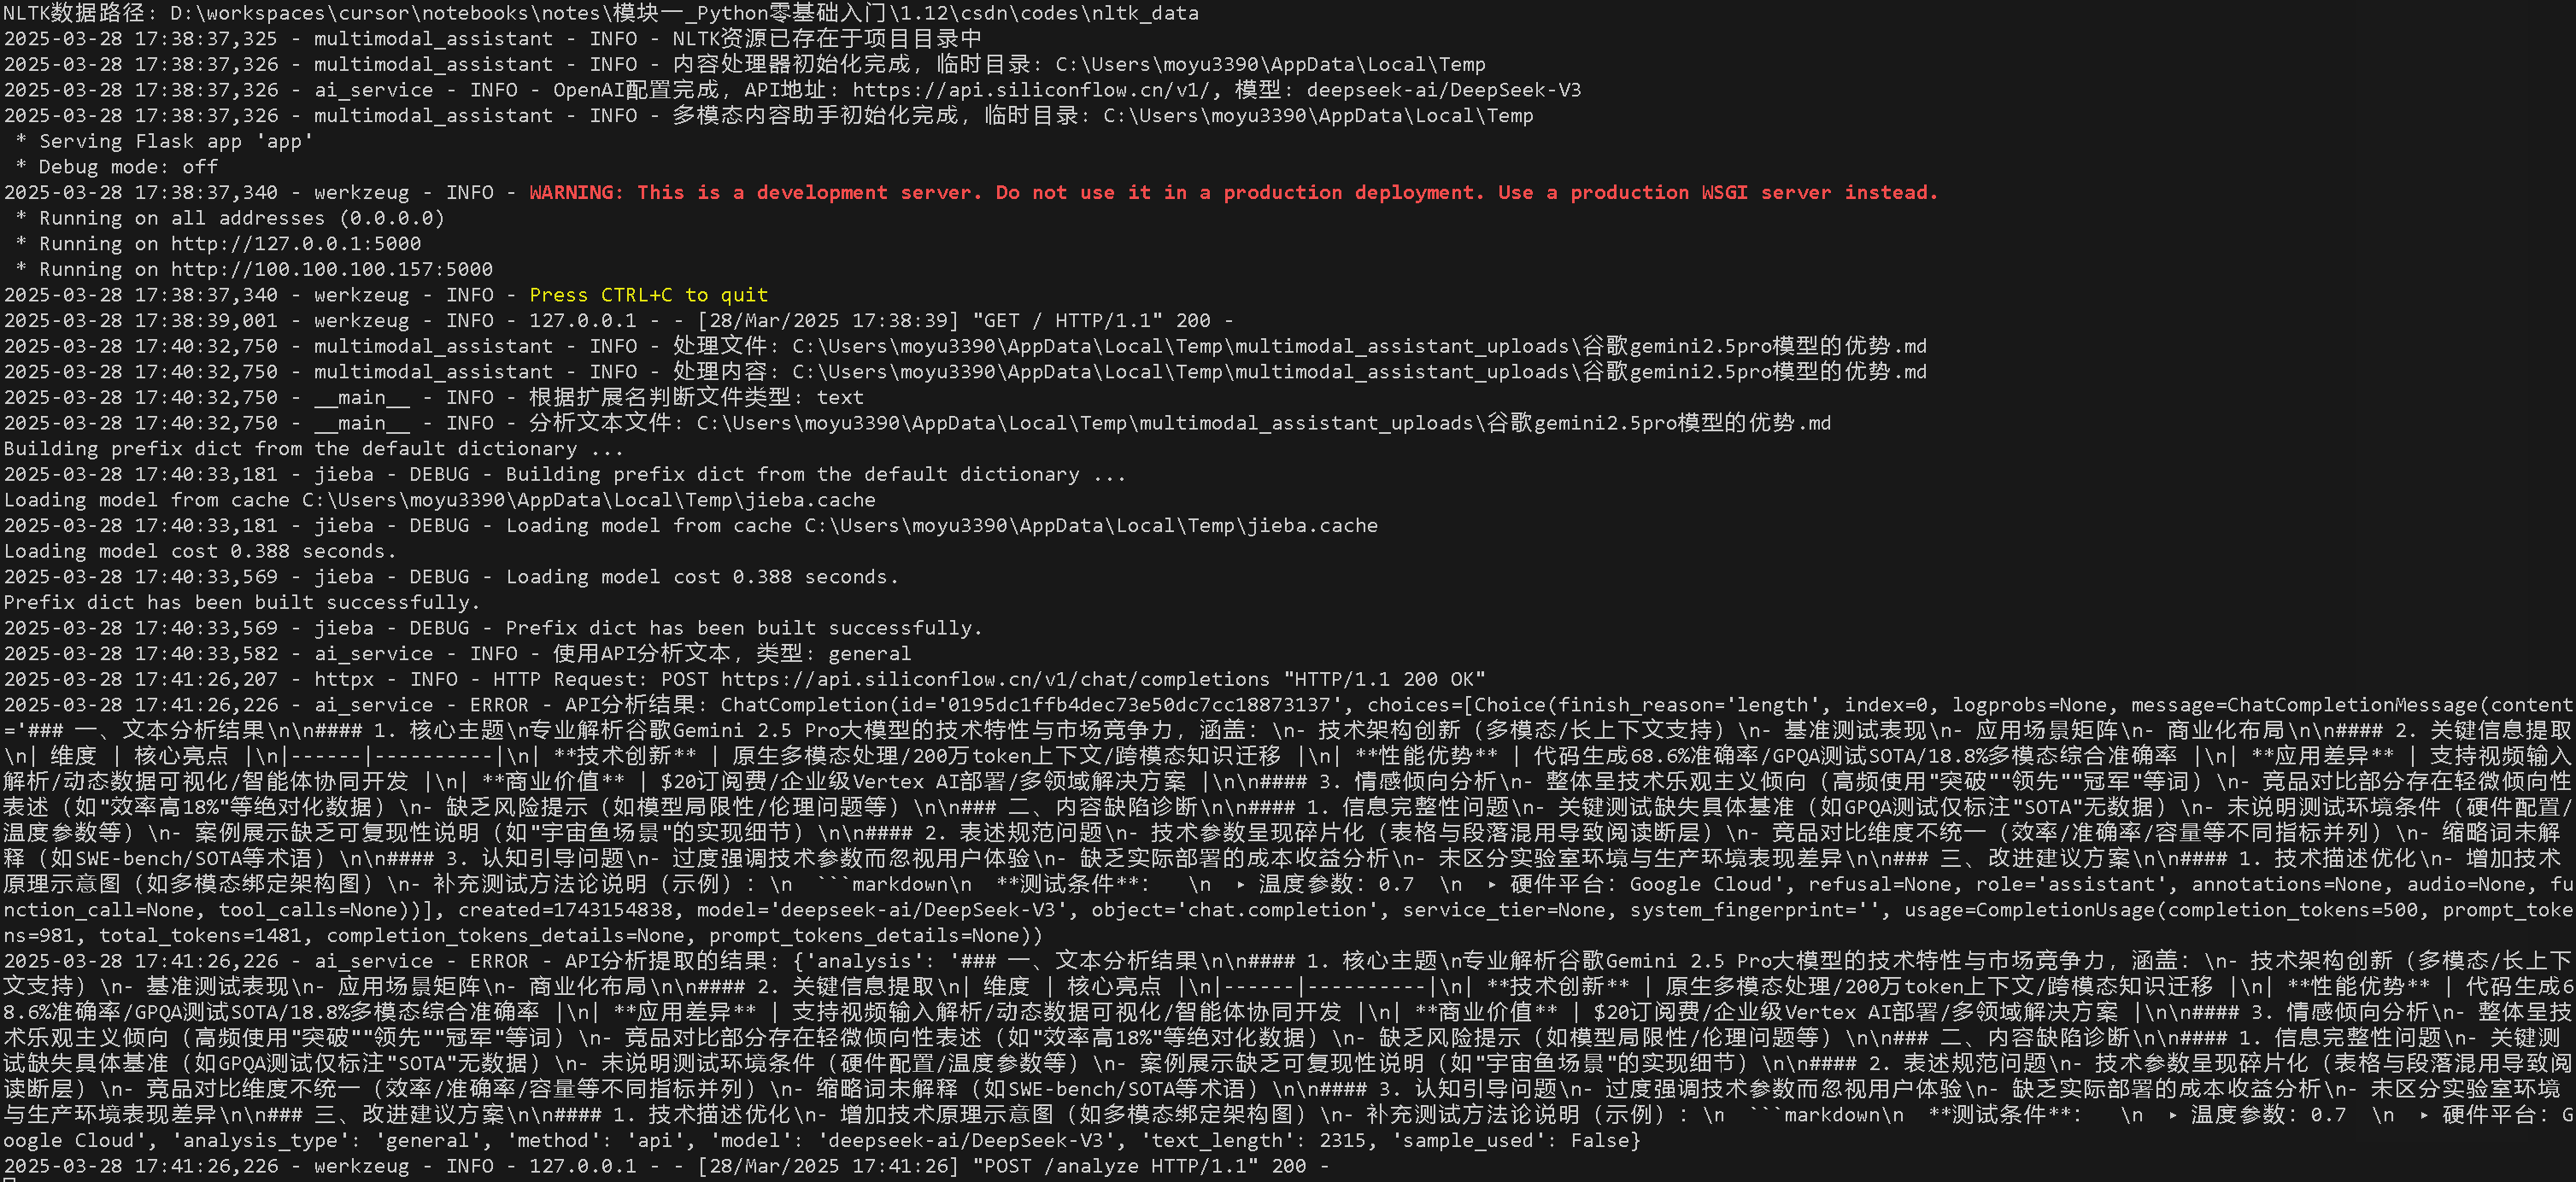 NLTK数据路径: D:\workspaces\cursor\notebooks\notes\模块一_Python零基础入门\1.12\csdn\codes\nltk_data
2025-03-28 17:38:37,325 - multimodal_assistant - INFO - NLTK资源已存在于项目目录中
2025-03-28 17:38:37,326 - multimodal_assistant - INFO - 内容处理器初始化完成, 临时目录: C:\Users\moyu3390\AppData\Local\Temp
2025-03-28 17:38:37,326 - ai_service - INFO - OpenAI配置完成, API地址: https://api.siliconflow.cn/v1/, 模型: deepseek-ai/DeepSeek-V3
2025-03-28 17:38:37,326 - multimodal_assistant - INFO - 多模态内容助手初始化完成, 临时目录: C:\Users\moyu3390\AppData\Local\Temp
 * Serving Flask app 'app'
 * Debug mode: off
2025-03-28 17:38:37,340 - werkzeug - INFO - WARNING: This is a development server. Do not use it in a production deployment. Use a production WSGI server instead.
 * Running on all addresses (0.0.0.0)
 * Running on http://127.0.0.1:5000
 * Running on http://100.100.100.157:5000
2025-03-28 17:38:37,340 - werkzeug - INFO - Press CTRL+C to quit
2025-03-28 17:38:39,001 - werkzeug - INFO - 127.0.0.1 - - [28/Mar/2025 17:38:39] "GET / HTTP/1.1" 200 -
2025-03-28 17:40:32,750 - multimodal_assistant - INFO - 处理文件: C:\Users\moyu3390\AppData\Local\Temp\multimodal_assistant_uploads\谷歌gemini2.5pro模型的优势.md
2025-03-28 17:40:32,750 - multimodal_assistant - INFO - 处理内容: C:\Users\moyu3390\AppData\Local\Temp\multimodal_assistant_uploads\谷歌gemini2.5pro模型的优势.md
2025-03-28 17:40:32,750 - __main__ - INFO - 根据扩展名判断文件类型: text
2025-03-28 17:40:32,750 - __main__ - INFO - 分析文本文件: C:\Users\moyu3390\AppData\Local\Temp\multimodal_assistant_uploads\谷歌gemini2.5pro模型的优势.md
Building prefix dict from the default dictionary ...
2025-03-28 17:40:33,181 - jieba - DEBUG - Building prefix dict from the default dictionary ...
Loading model from cache C:\Users\moyu3390\AppData\Local\Temp\jieba.cache
2025-03-28 17:40:33,181 - jieba - DEBUG - Loading model from cache C:\Users\moyu3390\AppData\Local\Temp\jieba.cache
Loading model cost 0.388 seconds.
2025-03-28 17:40:33,569 - jieba - DEBUG - Loading model cost 0.388 seconds.
Prefix dict has been built successfully.
2025-03-28 17:40:33,569 - jieba - DEBUG - Prefix dict has been built successfully.
2025-03-28 17:40:33,582 - ai_service - INFO - 使用API分析文本, 类型: general
2025-03-28 17:41:26,207 - httpx - INFO - HTTP Request: POST https://api.siliconflow.cn/v1/chat/completions "HTTP/1.1 200 OK"
2025-03-28 17:41:26,226 - ai_service - ERROR - API分析结果: ChatCompletion(id='0195dc1ffb4dec73e50dc7cc18873137', choices=[Choice(finish_reason='length', index=0, logprobs=None, message=ChatCompletionMessage(content
='### 一、文本分析结果\n\n#### 1. 核心主题\n专业解析谷歌Gemini 2.5 Pro大模型的技术特性与市场竞争力, 涵盖: \n- 技术架构创新 (多模态/长上下文支持) \n- 基准测试表现\n- 应用场景矩阵\n- 商业化布局\n\n#### 2. 关键信息提取
\n| 维度 | 核心亮点 |\n|------|----------|\n| **技术创新** | 原生多模态处理/200万token上下文/跨模态知识迁移 |\n| **性能优势** | 代码生成68.6%准确率/GPQA测试SOTA/18.8%多模态综合准确率 |\n| **应用差异** | 支持视频输入
解析/动态数据可视化/智能体协同开发 |\n| **商业价值** | $20订阅费/企业级Vertex AI部署/多领域解决方案 |\n\n#### 3. 情感倾向分析\n- 整体呈技术乐观主义倾向 (高频使用"突破""领先""冠军"等词) \n- 竞品对比部分存在轻微倾向性
表述 (如"效率高18%"等绝对化数据) \n- 缺乏风险提示 (如模型局限性/伦理问题等) \n\n### 二、内容缺陷诊断\n\n#### 1. 信息完整性问题\n- 关键测试缺失具体基准 (如GPQA测试仅标注"SOTA"无数据) \n- 未说明测试环境条件 (硬件配置/
温度参数等) \n- 案例展示缺乏可复现性说明 (如"宇宙鱼场景"的实现细节) \n\n#### 2. 表述规范问题\n- 技术参数呈现碎片化 (表格与段落混用导致阅读断层) \n- 竞品对比维度不统一 (效率/准确率/容量等不同指标并列) \n- 缩略词未解
释 (如SWE-bench/SOTA等术语) \n\n#### 3. 认知引导问题\n- 过度强调技术参数而忽视用户体验\n- 缺乏实际部署的成本收益分析\n- 未区分实验室环境与生产环境表现差异\n\n### 三、改进建议方案\n\n#### 1. 技术描述优化\n- 增加技术
原理示意图 (如多模态绑定架构图) \n- 补充测试方法论说明 (示例) : \n  ```markdown\n  **测试条件**:   \n  ▸ 温度参数: 0.7  \n  ▸ 硬件平台: Google Cloud', refusal=None, role='assistant', annotations=None, audio=None, fu
nction_call=None, tool_calls=None))], created=1743154838, model='deepseek-ai/DeepSeek-V3', object='chat.completion', service_tier=None, system_fingerprint='', usage=CompletionUsage(completion_tokens=500, prompt_toke
ns=981, total_tokens=1481, completion_tokens_details=None, prompt_tokens_details=None))
2025-03-28 17:41:26,226 - ai_service - ERROR - API分析提取的结果: {'analysis': '### 一、文本分析结果\n\n#### 1. 核心主题\n专业解析谷歌Gemini 2.5 Pro大模型的技术特性与市场竞争力, 涵盖: \n- 技术架构创新 (多模态/长上下
文支持) \n- 基准测试表现\n- 应用场景矩阵\n- 商业化布局\n\n#### 2. 关键信息提取\n| 维度 | 核心亮点 |\n|------|----------|\n| **技术创新** | 原生多模态处理/200万token上下文/跨模态知识迁移 |\n| **性能优势** | 代码生成6
8.6%准确率/GPQA测试SOTA/18.8%多模态综合准确率 |\n| **应用差异** | 支持视频输入解析/动态数据可视化/智能体协同开发 |\n| **商业价值** | $20订阅费/企业级Vertex AI部署/多领域解决方案 |\n\n#### 3. 情感倾向分析\n- 整体呈技
术乐观主义倾向 (高频使用"突破""领先""冠军"等词) \n- 竞品对比部分存在轻微倾向性表述 (如"效率高18%"等绝对化数据) \n- 缺乏风险提示 (如模型局限性/伦理问题等) \n\n### 二、内容缺陷诊断\n\n#### 1. 信息完整性问题\n- 关键测
试缺失具体基准 (如GPQA测试仅标注"SOTA"无数据) \n- 未说明测试环境条件 (硬件配置/温度参数等) \n- 案例展示缺乏可复现性说明 (如"宇宙鱼场景"的实现细节) \n\n#### 2. 表述规范问题\n- 技术参数呈现碎片化 (表格与段落混用导致阅
读断层) \n- 竞品对比维度不统一 (效率/准确率/容量等不同指标并列) \n- 缩略词未解释 (如SWE-bench/SOTA等术语) \n\n#### 3. 认知引导问题\n- 过度强调技术参数而忽视用户体验\n- 缺乏实际部署的成本收益分析\n- 未区分实验室环境
与生产环境表现差异\n\n### 三、改进建议方案\n\n#### 1. 技术描述优化\n- 增加技术原理示意图 (如多模态绑定架构图) \n- 补充测试方法论说明 (示例) : \n  ```markdown\n  **测试条件**:   \n  ▸ 温度参数: 0.7  \n  ▸ 硬件平台: G
oogle Cloud', 'analysis_type': 'general', 'method': 'api', 'model': 'deepseek-ai/DeepSeek-V3', 'text_length': 2315, 'sample_used': False}
2025-03-28 17:41:26,226 - werkzeug - INFO - 127.0.0.1 - - [28/Mar/2025 17:41:26] "POST /analyze HTTP/1.1" 200 -